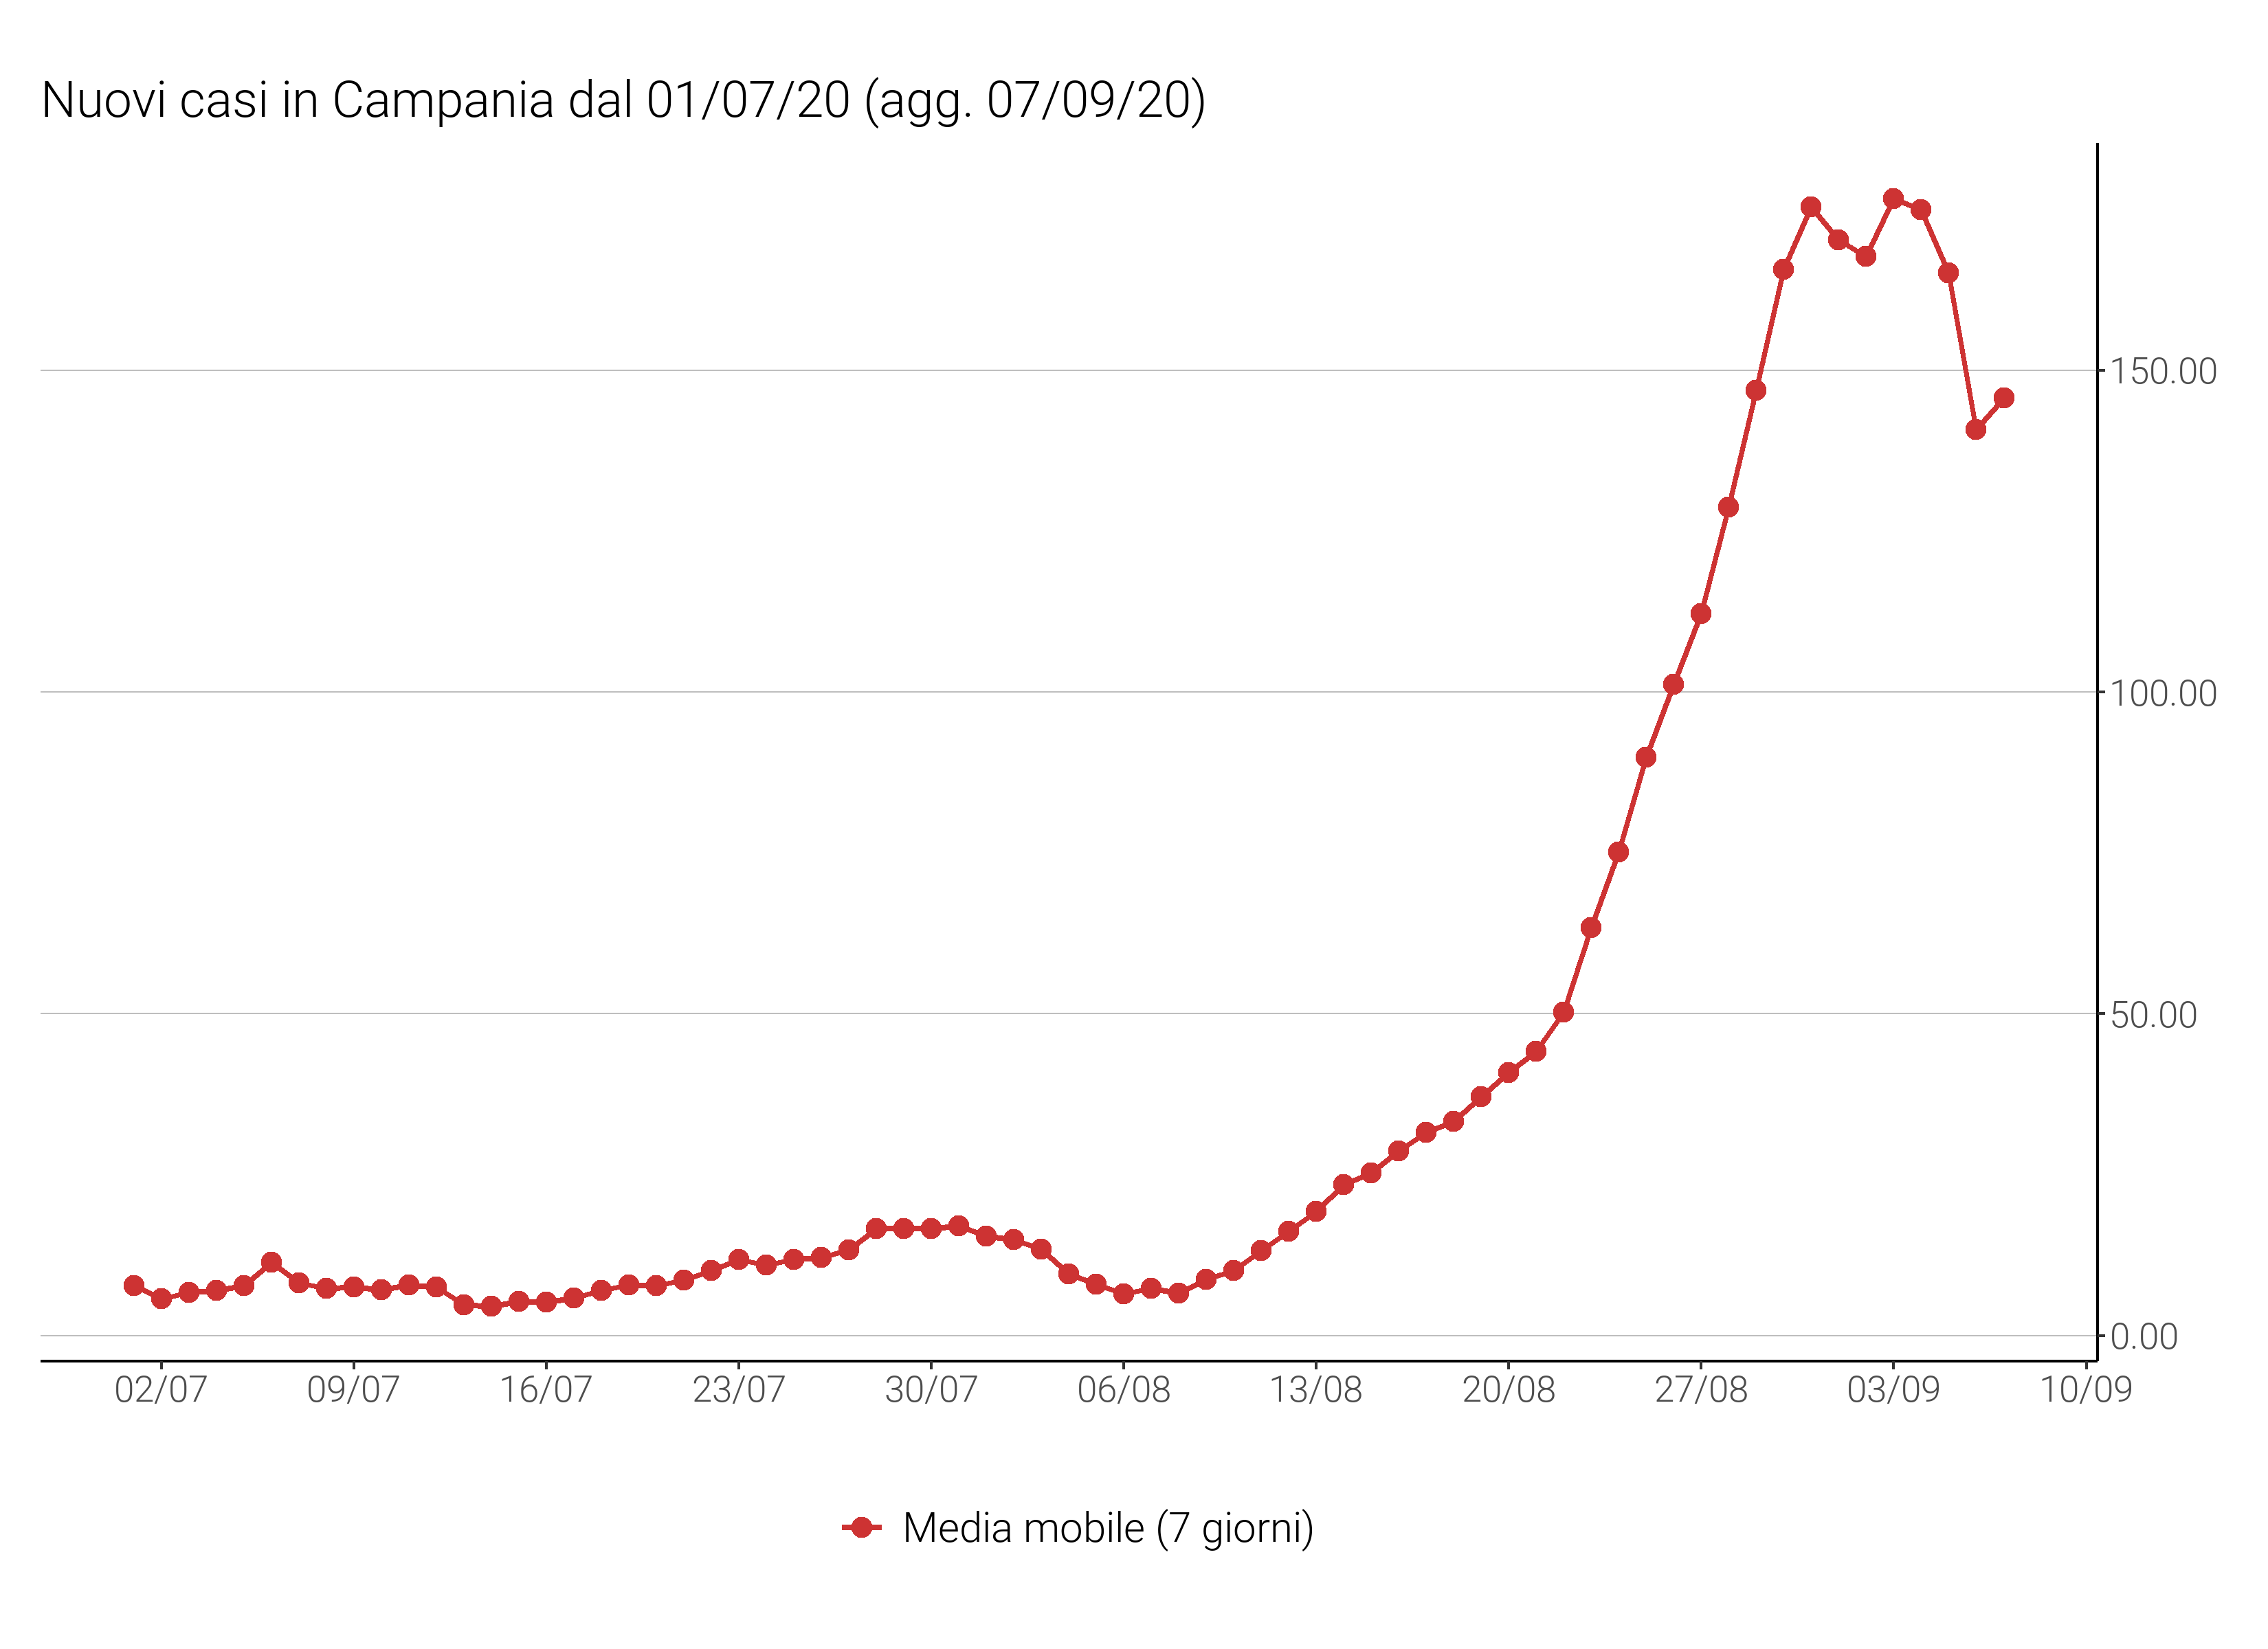 Nuovi casi in Campania dal 01/07/20 (agg. 07/09/20)
150.00
100.00
50.00
0.00
02/07 09/07 16/07 23/07 30/07 06/08 13/08 20/08 27/08 03/09 10/09
Media mobile (7 giorni)